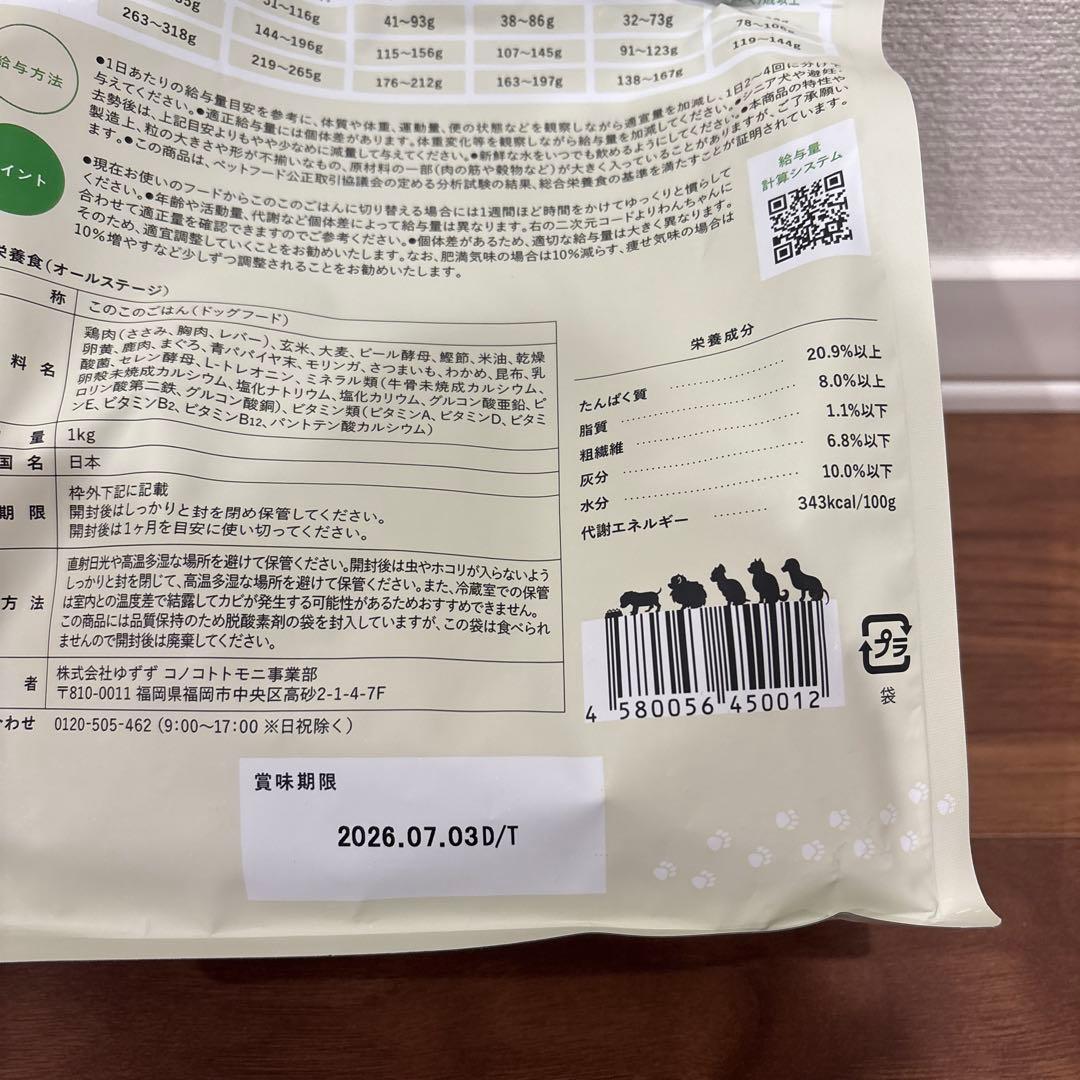 51〜116g
41〜93g
38〜86g
32〜73g
263〜318g
144〜196g
115〜156g
107〜145g
91〜123g
119〜144g
219〜265g
176〜212g
163〜197g
138〜167g
給与方法
●1日あたりの給与量目安を参考に、体質や体重、運動量、便の状態などを観察しながら適宜量を加減し、1日2〜4回に分けて
与えてください。●適正給与量には個体差があります。体重変化等を観察しながら給与量を加減してください。●シニア犬や避妊・
去勢後は、上記目安よりもやや少なめに減量して与えてください。●新鮮な水をいつでも飲めるようにしてください。●本商品の特性や
製造上、粒の大きさや形が不揃いなもの、原材料の一部(肉の筋や穀物など)が大きく入っていることがありますが、ご了承願い
ます。●この商品は、ペットフード公正取引協議会の定める分析試験の結果、総合栄養食の基準を満たすことが証明されています。
イント
●現在お使いのフードからこのこのごはんに切り替える場合には1週間ほど時間をかけてゆっくりと慣らして
ください。●年齢や活動量、代謝など個体差によって給与量は異なります。右の二次元コードよりわんちゃんに
合わせて適正量を確認できますのでご参考ください。●個体差があるため、適切な給与量は大きく異なります。
そのため、適宜調整していくことをお勧めいたします。なお、肥満気味の場合は10%減らす、痩せ気味の場合は
10%増やすなど少しずつ調整されることをお勧めいたします。
給与量
計算システム
栄養食(オールステージ)
称 このこのごはん(ドッグフード)
料名 鶏肉(ささみ、胸肉、レバー)、玄米、大麦、ビール酵母、鰹節、米油、乾燥
卵黄、鹿肉、まぐろ、青パパイヤ末、モリンガ、さつまいも、わかめ、昆布、乳
酸菌、セレン酵母、L-トレオニン、ミネラル類(牛骨未焼成カルシウム、
卵殻未焼成カルシウム、塩化ナトリウム、塩化カリウム、グルコン酸亜鉛、ピ
ロリン酸第二鉄、グルコン酸銅)、ビタミン類(ビタミンA、ビタミンD、ビタミ
ンE、ビタミンB2、ビタミンB12、パントテン酸カルシウム)
量 1kg
国名 日本
期限 枠外下記に記載
開封後はしっかりと封を閉め保管してください。
開封後は1ヶ月を目安に使い切ってください。
方法 直射日光や高温多湿な場所を避けて保管ください。開封後は虫やホコリが入らないよう
しっかりと封を閉じて、高温多湿な場所を避けて保管ください。また、冷蔵室での保管
は室内との温度差で結露してカビが発生する可能性があるためおすすめできません。
この商品には品質保持のため脱酸素剤の袋を封入していますが、この袋は食べられ
ませんので開封後は廃棄してください。
者 株式会社ゆずず コノコトトモニ事業部
〒810-0011 福岡県福岡市中央区高砂2-1-4-7F
わせ 0120-505-462 (9:00〜17:00 ※日祝除く)
栄養成分
たんぱく質 20.9%以上
脂質 8.0%以上
粗繊維 1.1%以下
灰分 6.8%以下
水分 10.0%以下
代謝エネルギー 343kcal/100g
4 580056 450012
プラ
袋
賞味期限
2026.07.03D/T